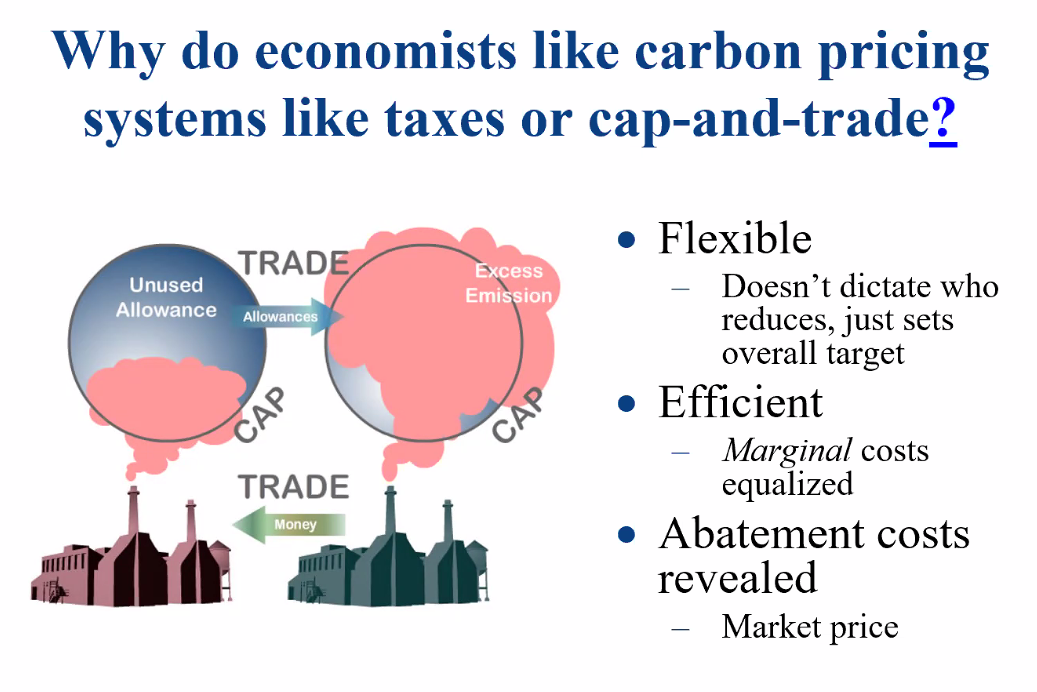 Why do economists like carbon pricing
systems like taxes or cap-and-trade?
TRADE
Unused
Allowance
Allowances
Excess
Emission
CAP
CAP
TRADE
Money
• Flexible
– Doesn’t dictate who
reduces, just sets
overall target
• Efficient
– Marginal costs
equalized
• Abatement costs
revealed
– Market price